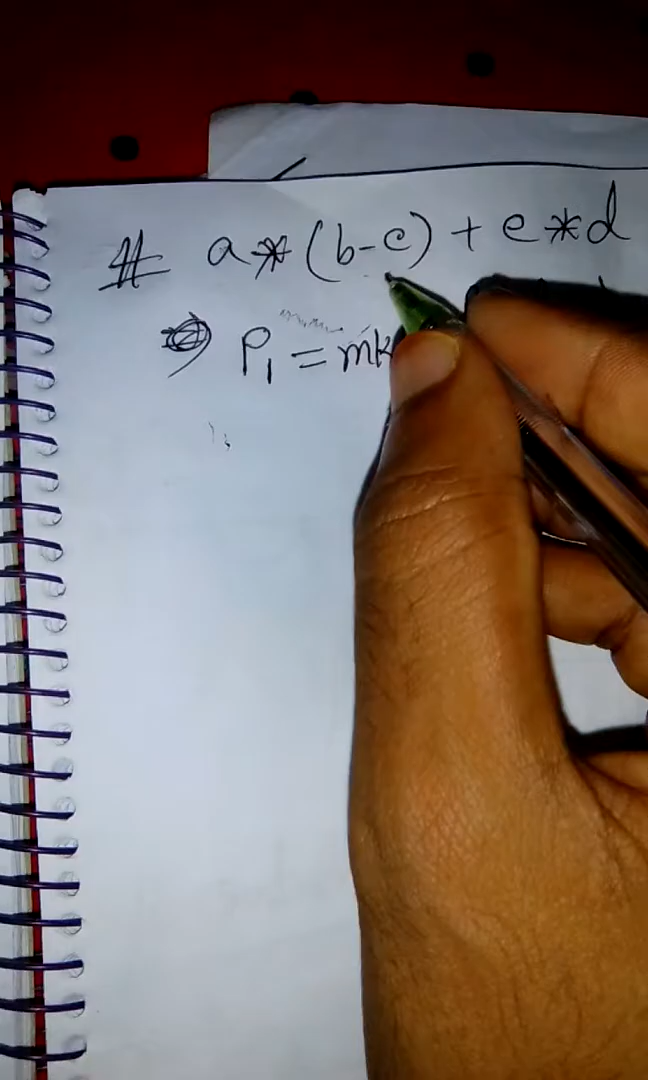 # a*(b-c) + e*d
P1 = mk